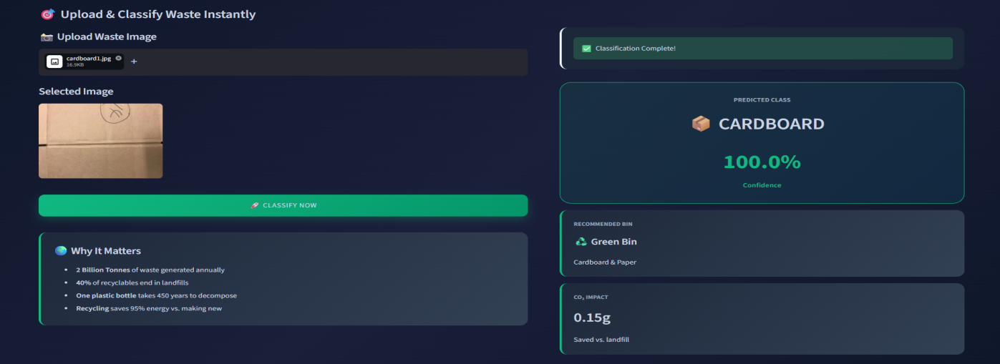 Upload & Classify Waste Instantly
Upload Waste Image
cardboard1.jpg
16.9KB
Selected Image
CLASSIFY NOW
Why It Matters
2 Billion Tonnes of waste generated annually
40% of recyclables end in landfills
One plastic bottle takes 450 years to decompose
Recycling saves 95% energy vs. making new
Classification Complete!
PREDICTED CLASS
CARDBOARD
100.0%
Confidence
RECOMMENDED BIN
Green Bin
Cardboard & Paper
CO₂ IMPACT
0.15g
Saved vs. landfill